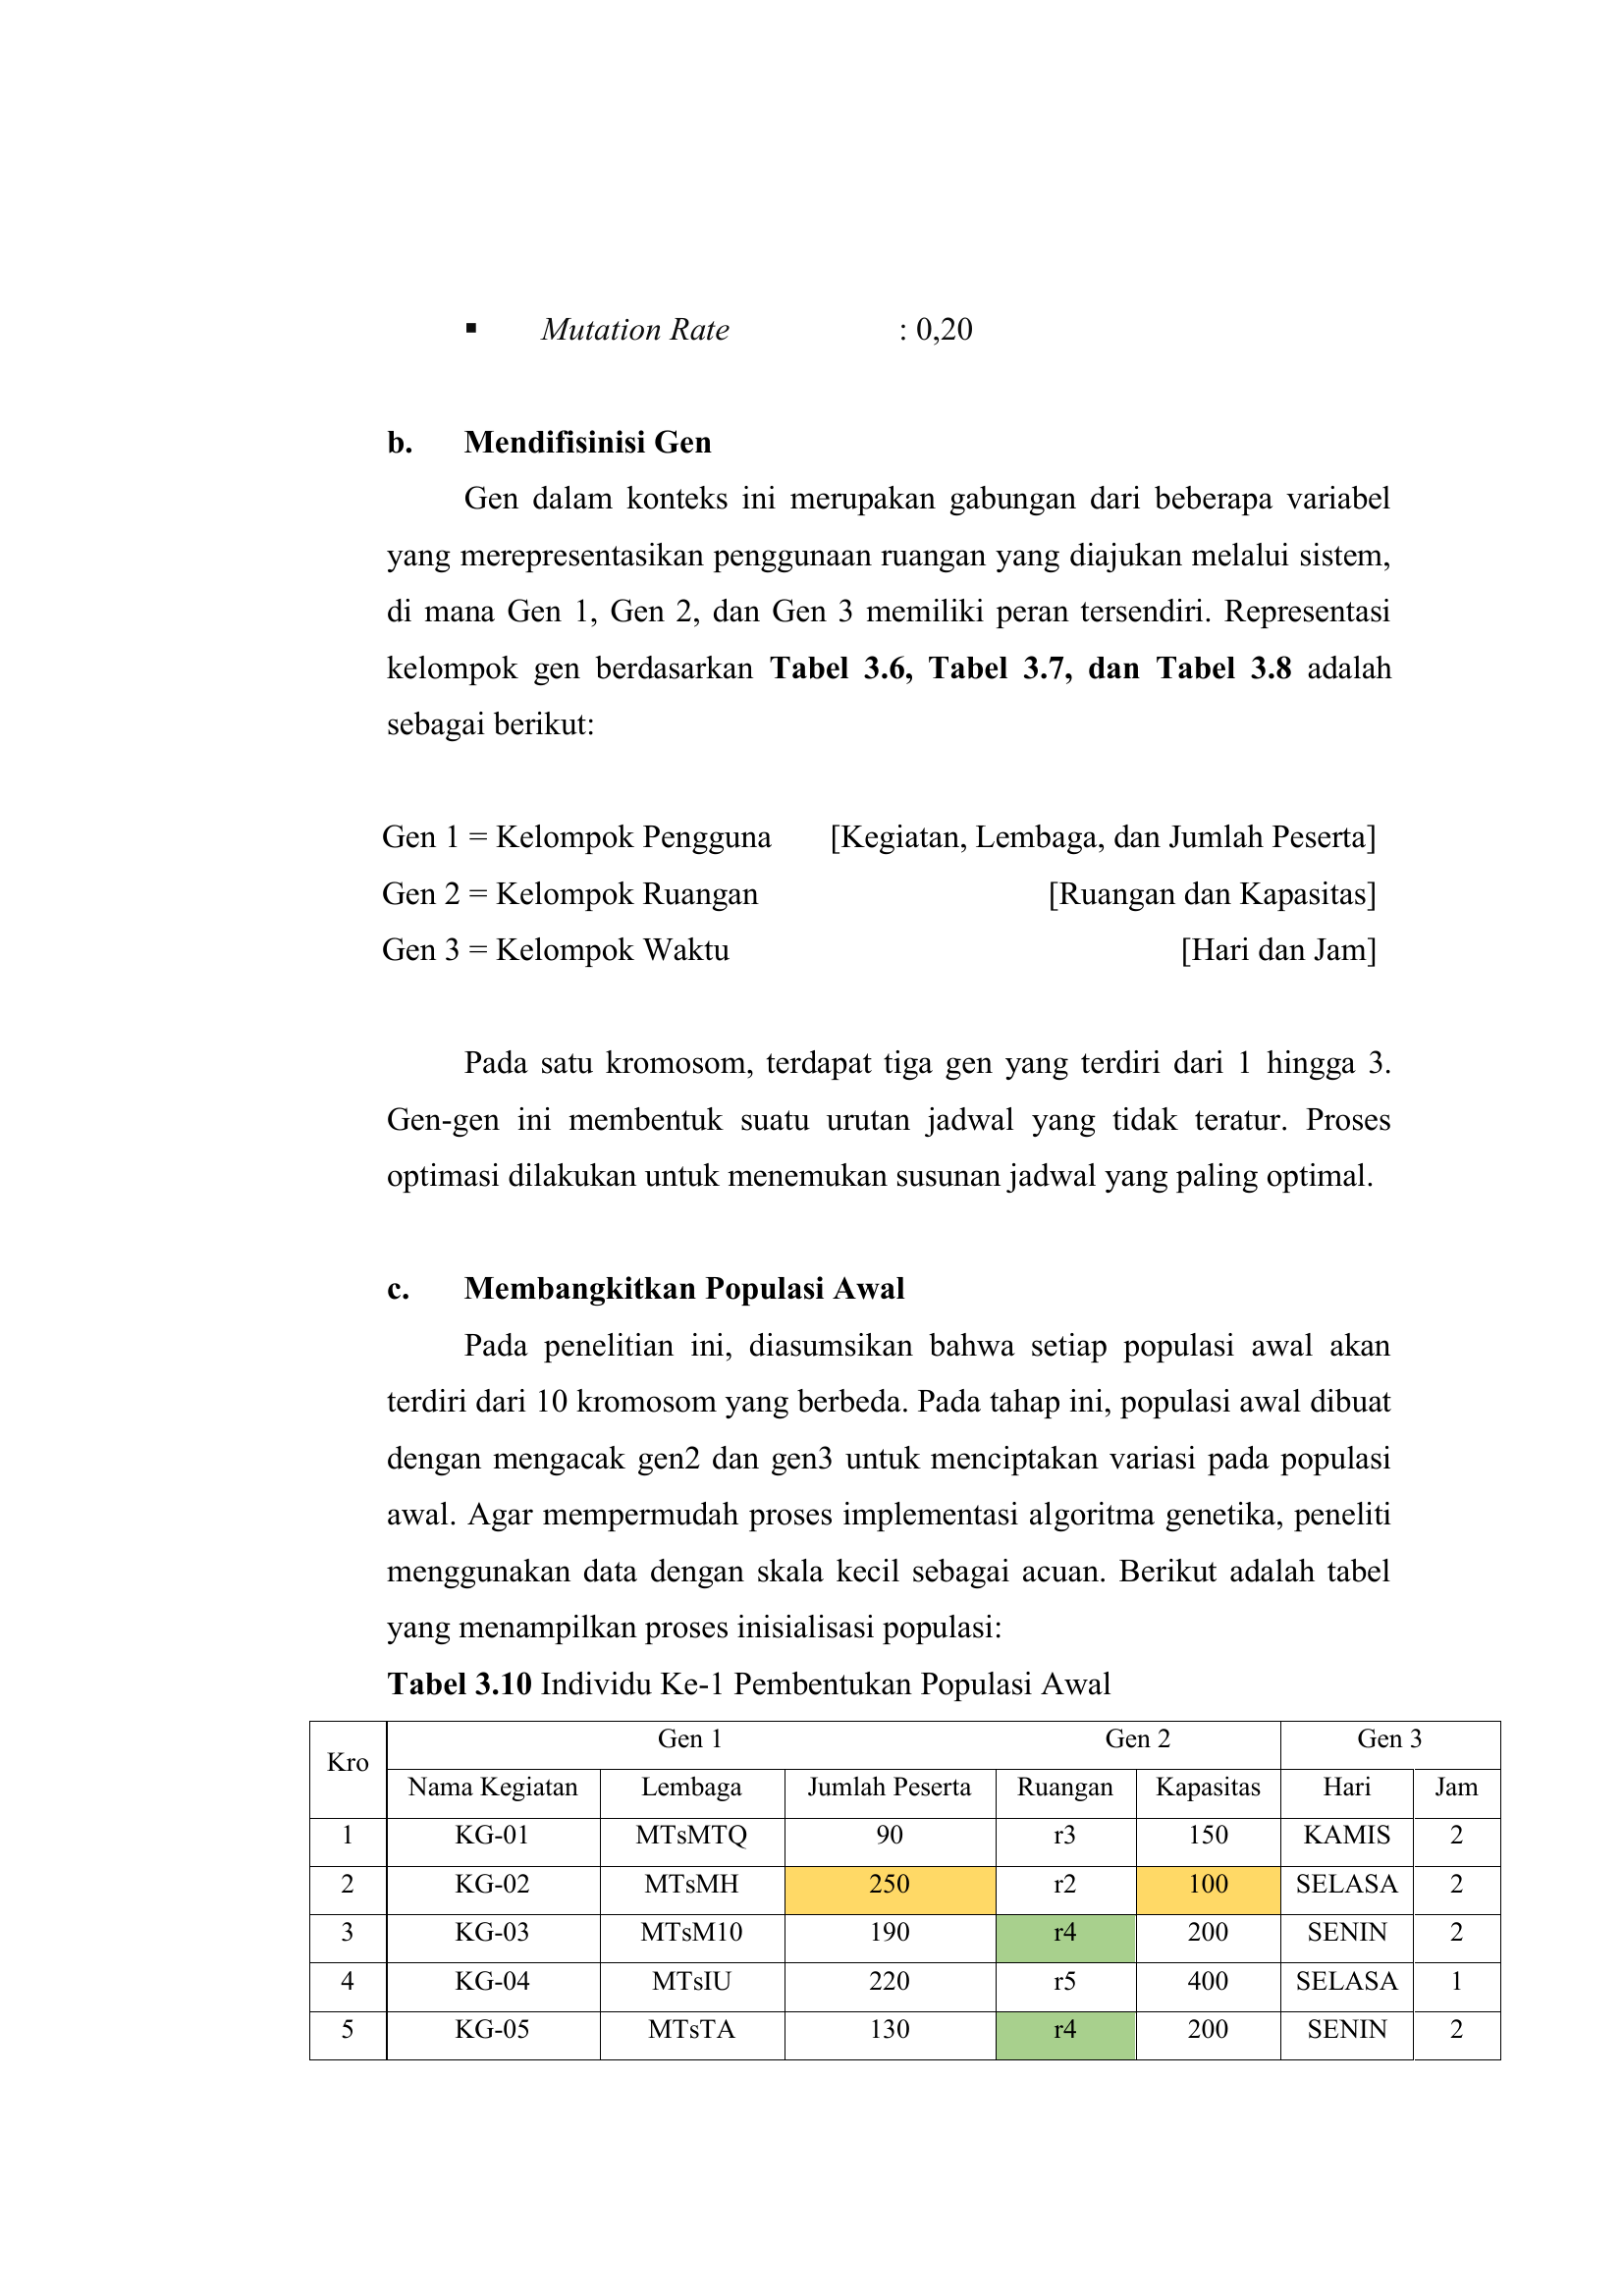 ▪ Mutation Rate : 0,20
b. Mendifisinisi Gen
Gen dalam konteks ini merupakan gabungan dari beberapa variabel
yang merepresentasikan penggunaan ruangan yang diajukan melalui sistem,
di mana Gen 1, Gen 2, dan Gen 3 memiliki peran tersendiri. Representasi
kelompok gen berdasarkan Tabel 3.6, Tabel 3.7, dan Tabel 3.8 adalah
sebagai berikut:
Gen 1 = Kelompok Pengguna [Kegiatan, Lembaga, dan Jumlah Peserta]
Gen 2 = Kelompok Ruangan [Ruangan dan Kapasitas]
Gen 3 = Kelompok Waktu [Hari dan Jam]
Pada satu kromosom, terdapat tiga gen yang terdiri dari 1 hingga 3.
Gen-gen ini membentuk suatu urutan jadwal yang tidak teratur. Proses
optimasi dilakukan untuk menemukan susunan jadwal yang paling optimal.
c. Membangkitkan Populasi Awal
Pada penelitian ini, diasumsikan bahwa setiap populasi awal akan
terdiri dari 10 kromosom yang berbeda. Pada tahap ini, populasi awal dibuat
dengan mengacak gen2 dan gen3 untuk menciptakan variasi pada populasi
awal. Agar mempermudah proses implementasi algoritma genetika, peneliti
menggunakan data dengan skala kecil sebagai acuan. Berikut adalah tabel
yang menampilkan proses inisialisasi populasi:
Tabel 3.10 Individu Ke-1 Pembentukan Populasi Awal
Kro Gen 1 Gen 2 Gen 3
Nama Kegiatan Lembaga Jumlah Peserta Ruangan Kapasitas Hari Jam
1 KG-01 MTsMTQ 90 r3 150 KAMIS 2
2 KG-02 MTsMH 250 r2 100 SELASA 2
3 KG-03 MTsM10 190 r4 200 SENIN 2
4 KG-04 MTsIU 220 r5 400 SELASA 1
5 KG-05 MTsTA 130 r4 200 SENIN 2